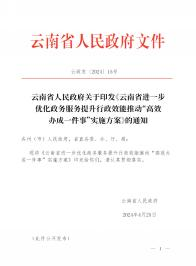 云南省人民政府文件
云政发〔2024〕15号
云南省人民政府关于印发《云南省进一步
优化政务服务提升行政效能推动“高效
办成一件事”实施方案》的通知
各州（市）人民政府，省直各委、办、厅、局：
现将《云南省进一步优化政务服务提升行政效能推动“高效办
成一件事”实施方案》印发给你们，请认真贯彻落实。
云南省人民政府
2024年4月28日
（此件公开发布）
— 1 —